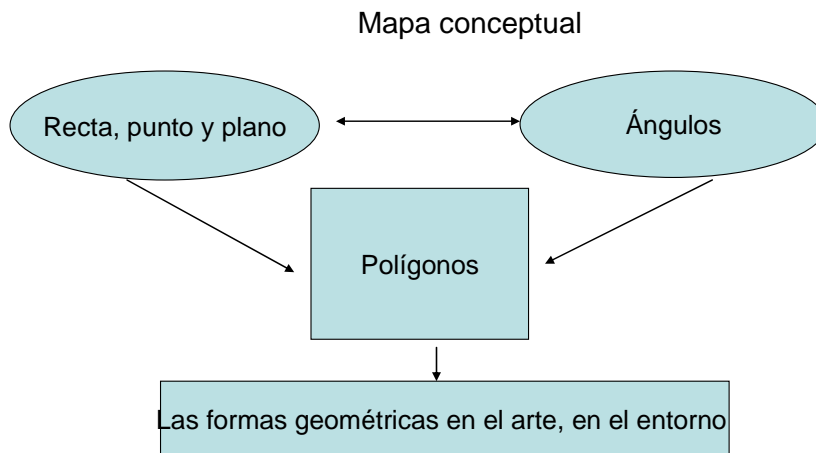 Mapa conceptual
Recta, punto y plano
Ángulos
Polígonos
Las formas geométricas en el arte, en el entorno